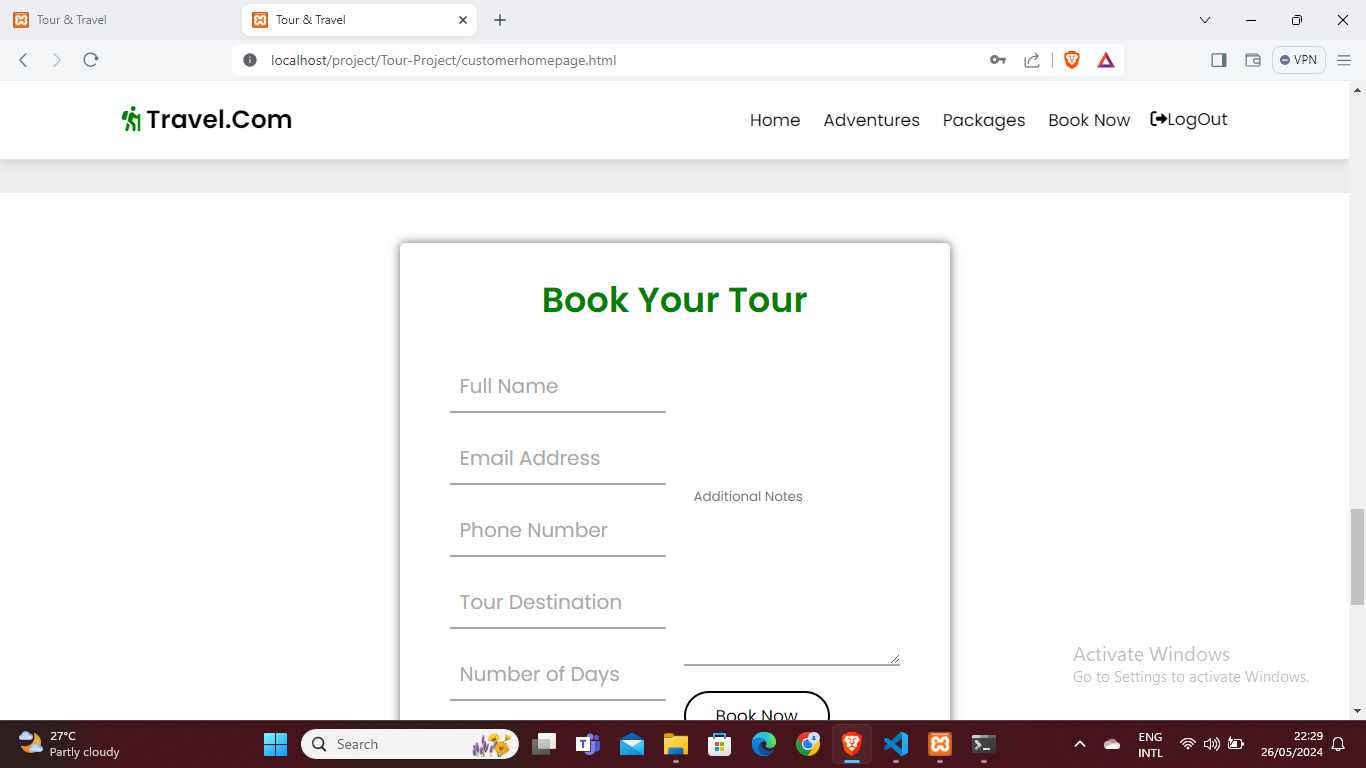 Tour & Travel
Tour & Travel
localhost/project/Tour-Project/customerhomepage.html
VPN
Travel.Com
Home Adventures Packages Book Now LogOut
Book Your Tour
Full Name
Email Address
Additional Notes
Phone Number
Tour Destination
Number of Days
Book Now
Activate Windows
Go to Settings to activate Windows.
27°C
Partly cloudy
Search
ENG
INTL
22:29
26/05/2024